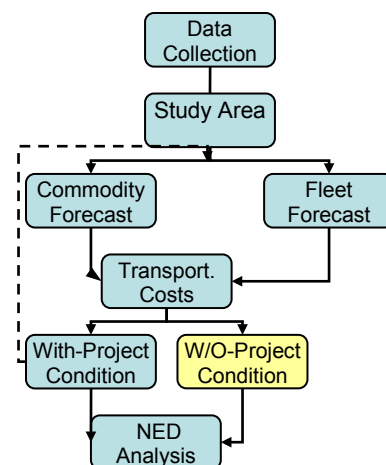 Data
Collection
Study Area
Commodity
Forecast
Fleet
Forecast
Transport.
Costs
With-Project
Condition
W/O-Project
Condition
NED
Analysis